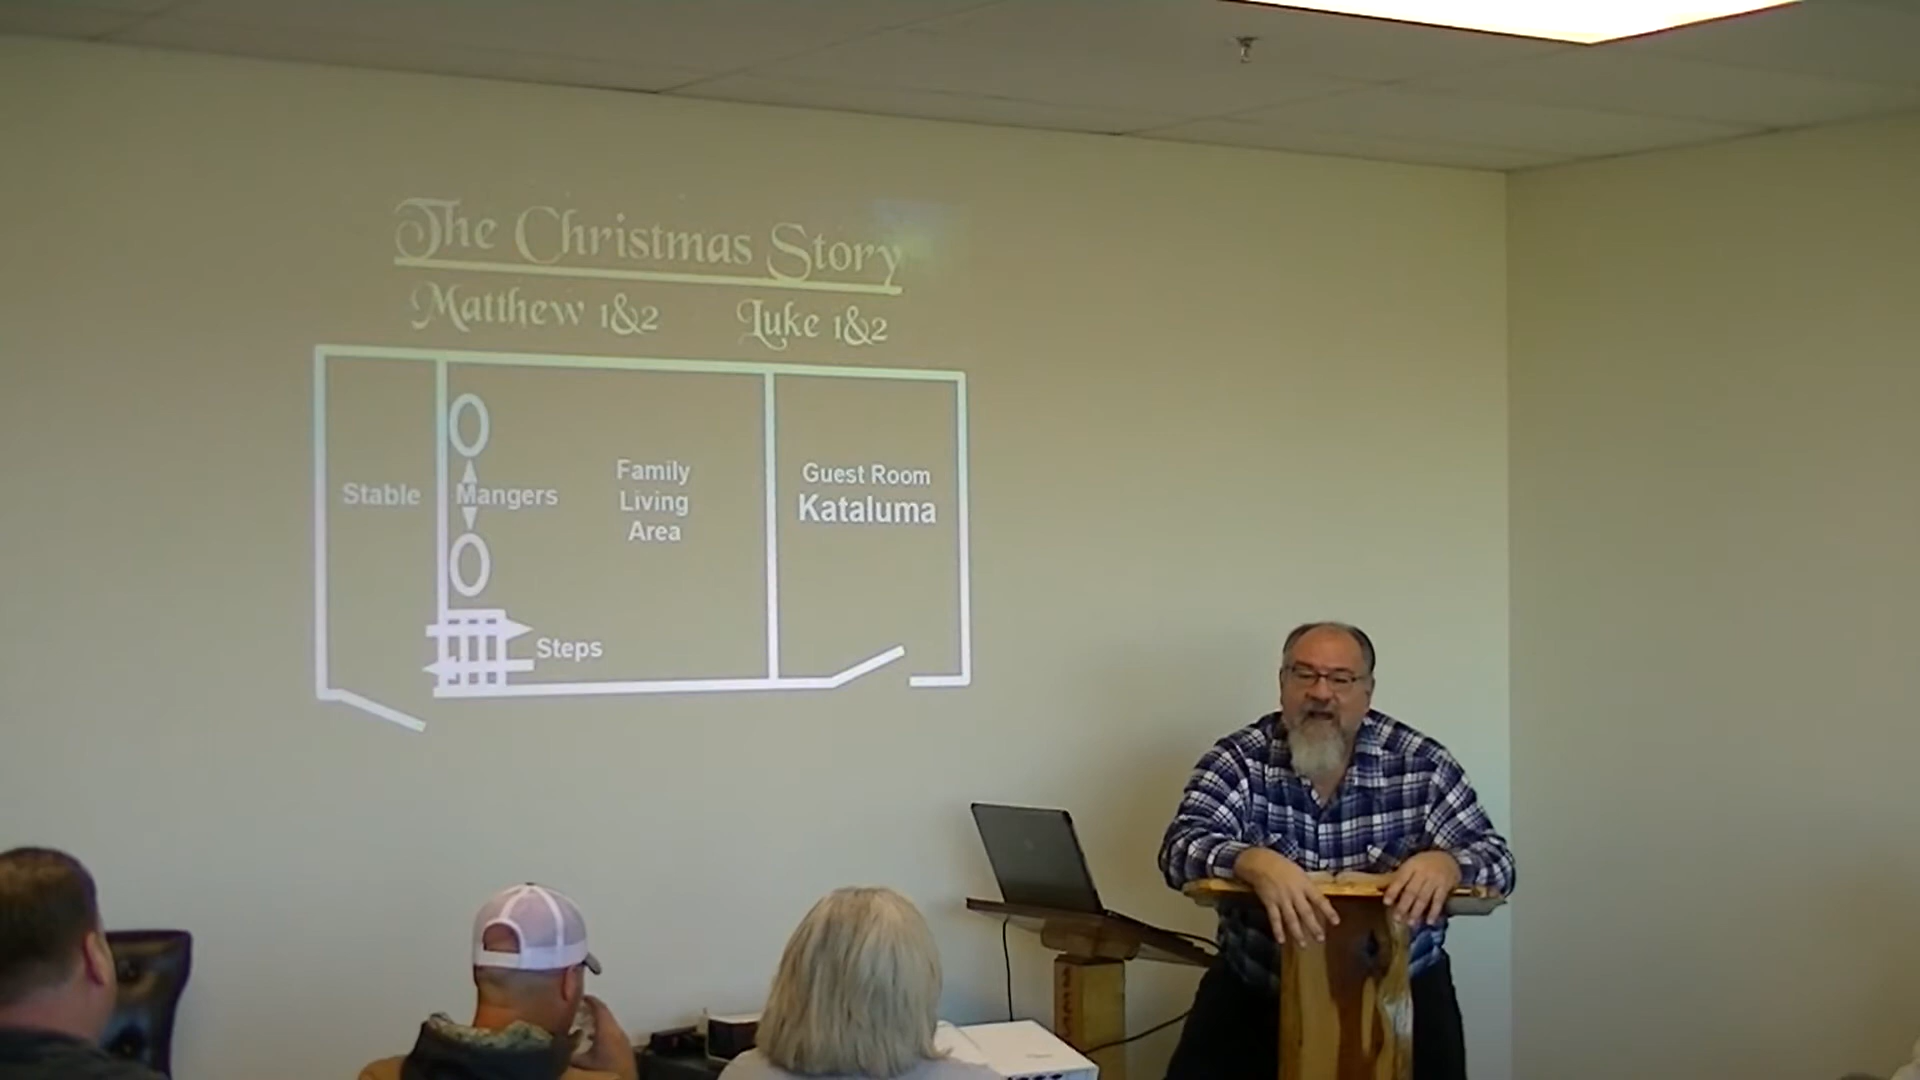 The Christmas Story
Matthew 1&2 Luke 1&2
Stable
Mangers
Family
Living
Area
Guest Room
Kataluma
Steps